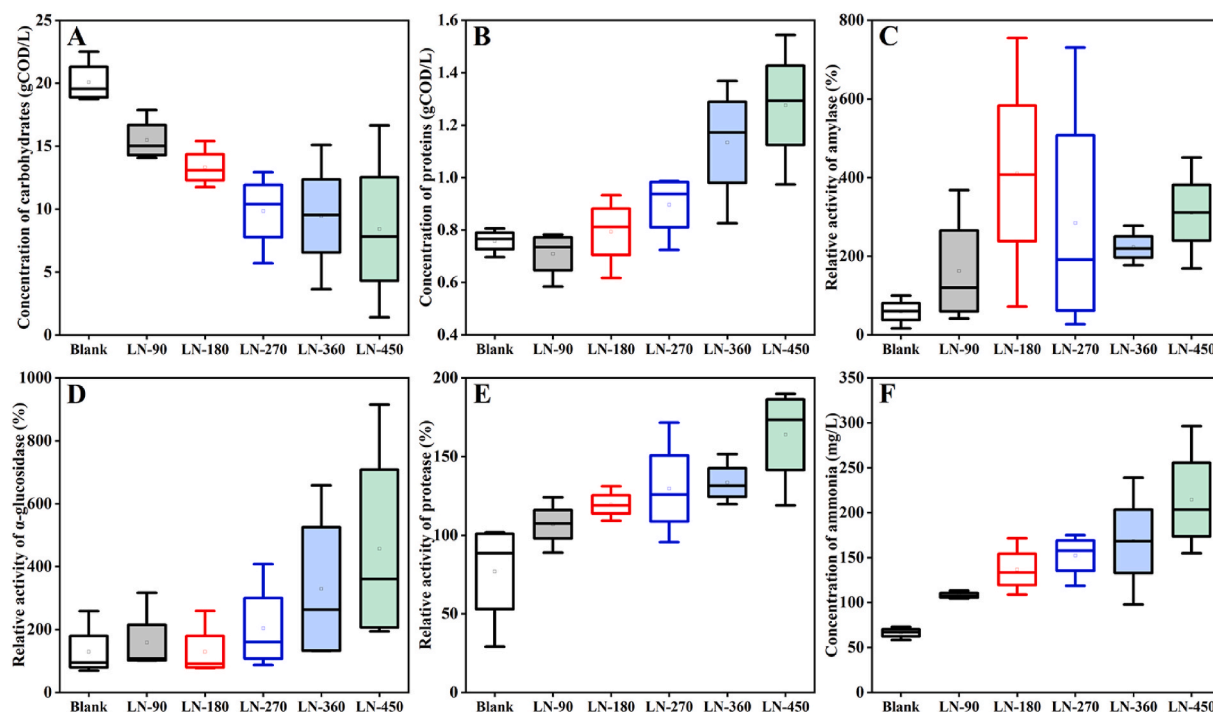 A
Concentration of carbohydrates (gCOD/L)
25
20
15
10
5
0
Blank LN-90 LN-180 LN-270 LN-360 LN-450
B
Concentration of proteins (gCOD/L)
1.6
1.4
1.2
1.0
0.8
0.6
0.4
Blank LN-90 LN-180 LN-270 LN-360 LN-450
C
Relative activity of amylase (%)
800
600
400
200
0
Blank LN-90 LN-180 LN-270 LN-360 LN-450
D
Relative activity of α-glucosidase (%)
1000
800
600
400
200
0
Blank LN-90 LN-180 LN-270 LN-360 LN-450
E
Relative activity of protease (%)
200
150
100
50
0
Blank LN-90 LN-180 LN-270 LN-360 LN-450
F
Concentration of ammonia (mg/L)
350
300
250
200
150
100
50
0
Blank LN-90 LN-180 LN-270 LN-360 LN-450